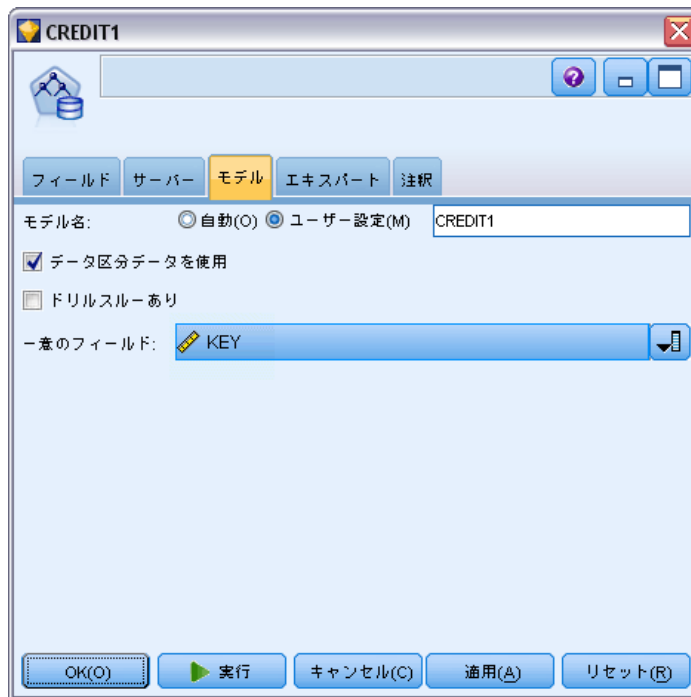 CREDIT1
フィールド サーバー モデル エキスパート 注釈
モデル名: 自動(O) ユーザー設定(M) CREDIT1
データ区分データを使用
ドリルスルーあり
一意のフィールド: KEY
OK(O) 実行 キャンセル(C) 適用(A) リセット(R)